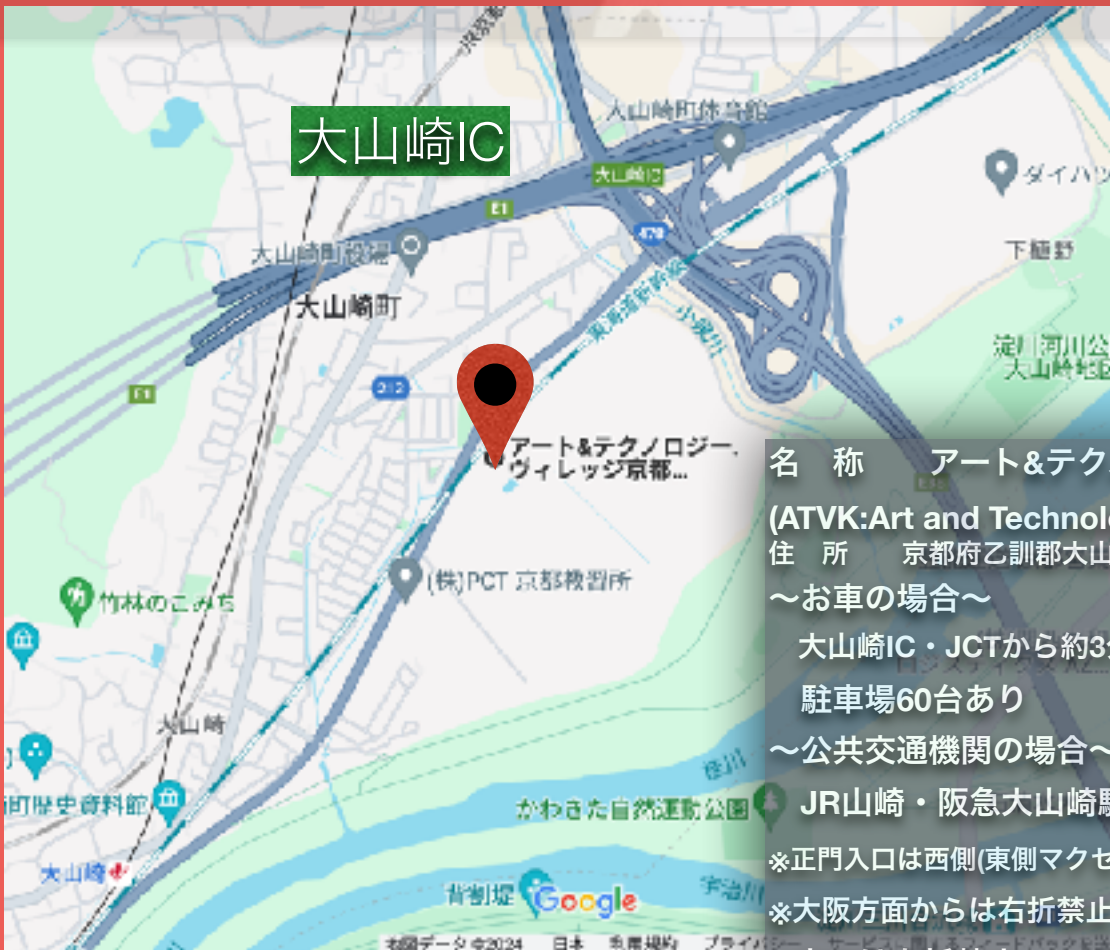 大山崎IC
大山崎町体育館
大山崎IC
ダイハツ
E1
478
大山崎町役場
下植野
大山崎町
東海道新幹線
小泉川
淀川河川公
大山崎地区
E1
212
アート&テクノロジー.
ヴィレッジ京都...
名　称　　アート&テク
(ATVK:Art and Technol
住　所　　京都府乙訓郡大山
(株)PCT 京都教習所
竹林のこみち
〜お車の場合〜
大山崎IC・JCTから約3
駐車場60台あり
大山崎
〜公共交通機関の場合〜
桂川
町歴史資料館
かわきた自然運動公園
JR山崎・阪急大山崎駅
※正門入口は西側(東側マクセ
大山崎
背割堤
Google
宇治川
※大阪方面からは右折禁止
地図データ ©2024
日本
利用規約